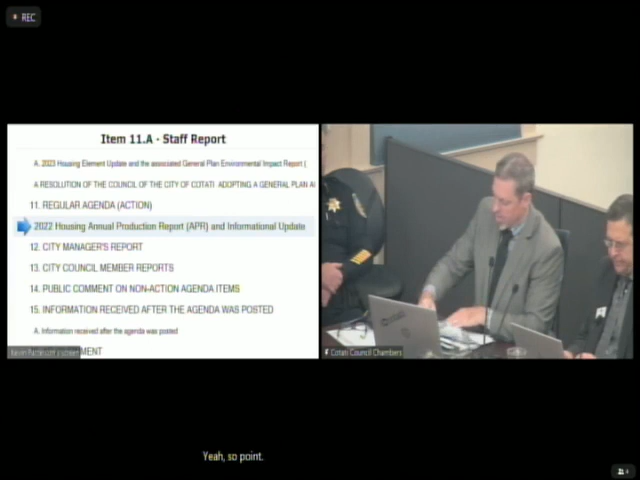 REC
Item 11.A - Staff Report
A. 2023 Housing Element Update and the associated General Plan Environmental Impact Report (
A RESOLUTION OF THE COUNCIL OF THE CITY OF COTATI ADOPTING A GENERAL PLAN A
11. REGULAR AGENDA (ACTION)
2022 Housing Annual Production Report (APR) and Informational Update
12. CITY MANAGER'S REPORT
13. CITY COUNCIL MEMBER REPORTS
14. PUBLIC COMMENT ON NON-ACTION AGENDA ITEMS
15. INFORMATION RECEIVED AFTER THE AGENDA WAS POSTED
A. Information received after the agenda was posted
MENT
Cotati Council Chambers
Yeah, so point.